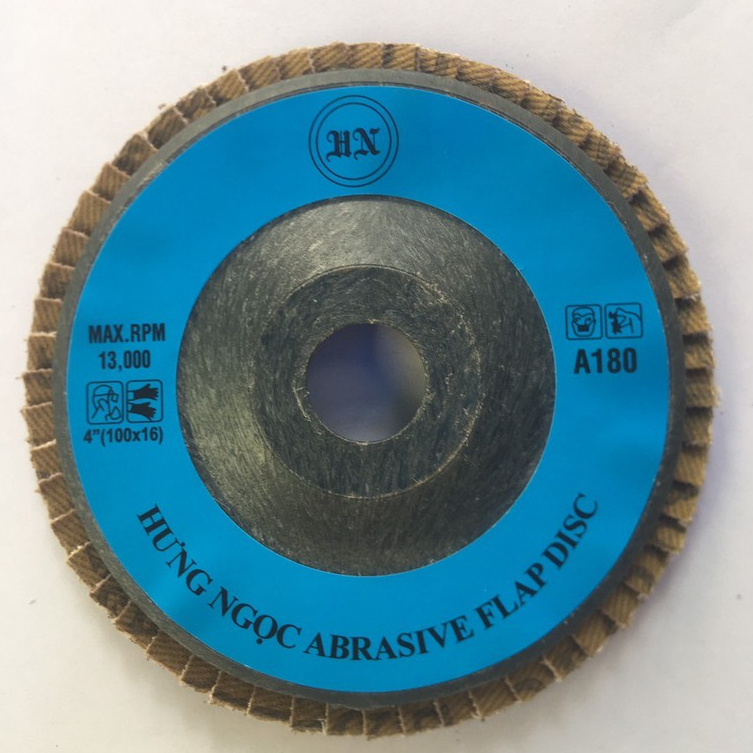 HN
MAX.RPM
13,000
4"(100x16)
A180
HƯNG NGỌC ABRASIVE FLAP DISC